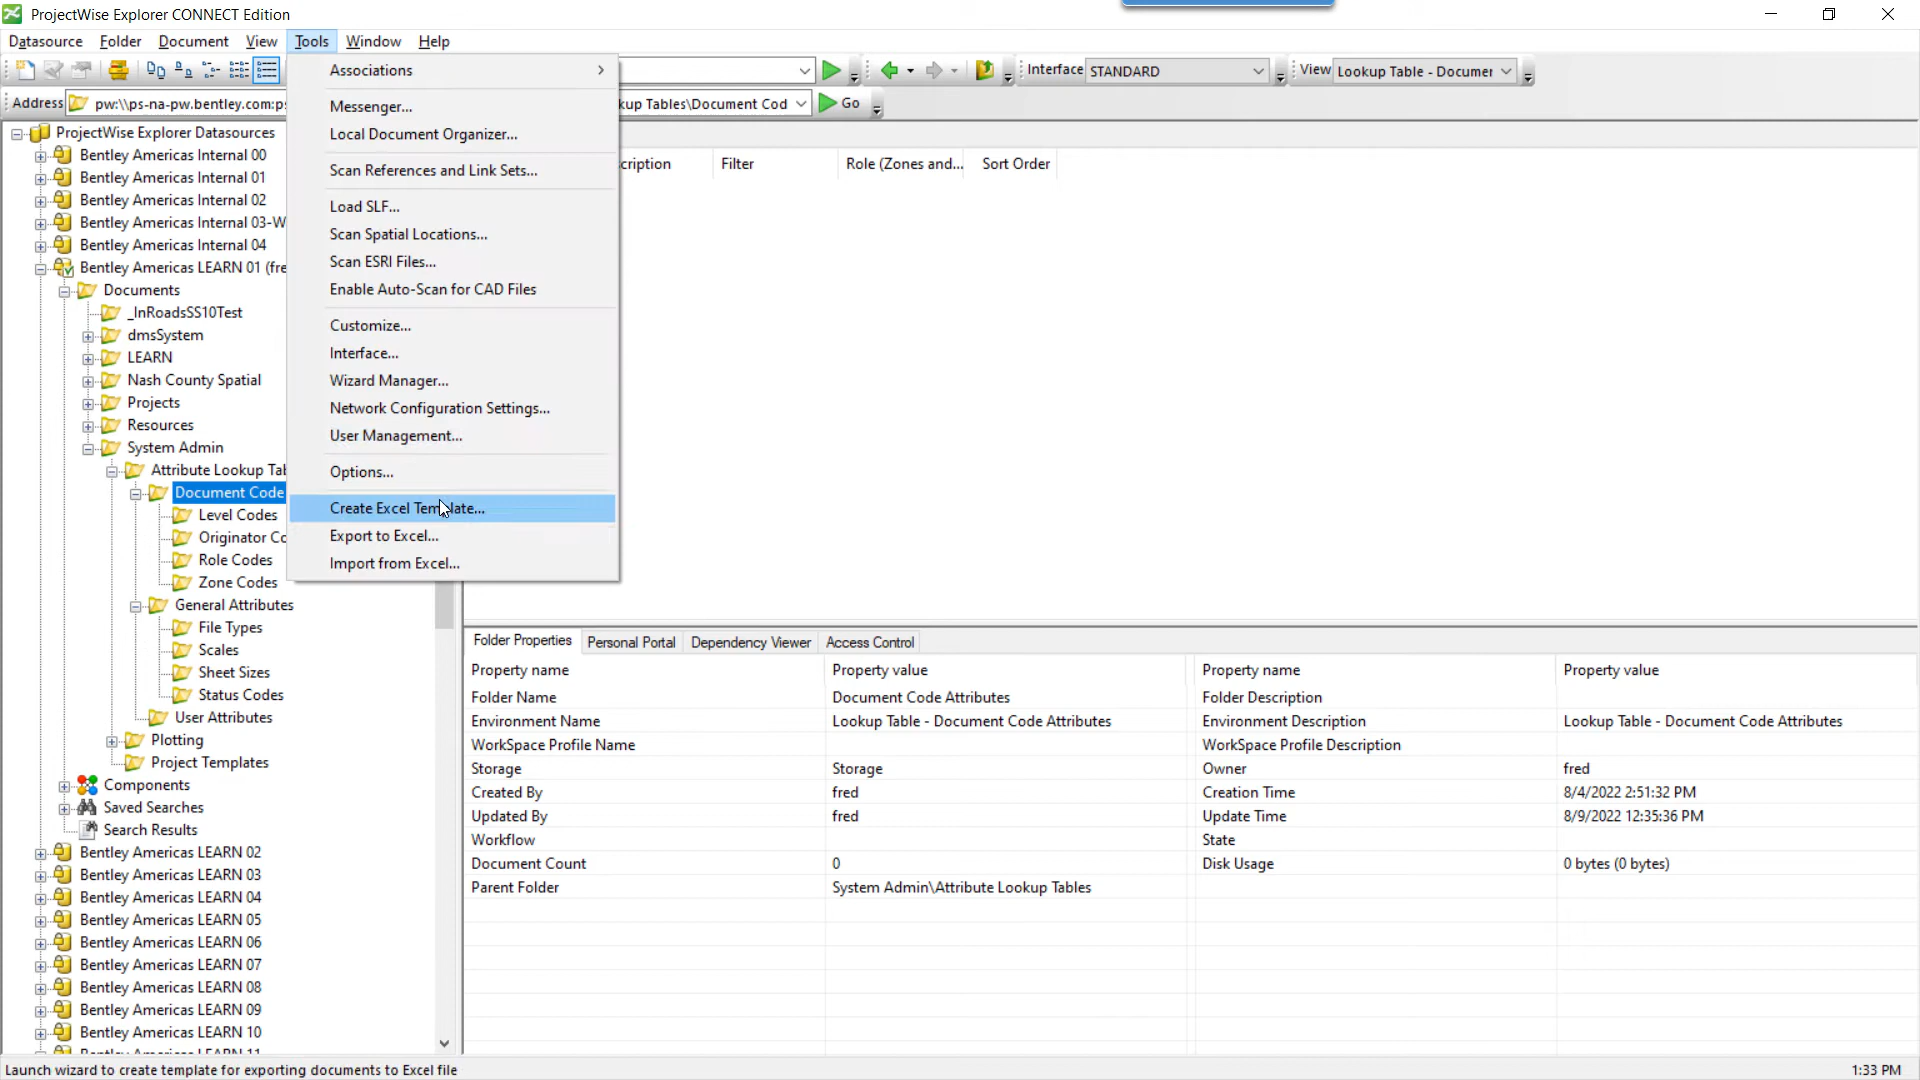 ProjectWise Explorer CONNECT Edition
Datasource Folder Document View Tools Window Help
Interface STANDARD View Lookup Table - Documer
Address pw:\\ps-na-pw.bentley.com:ps kup Tables\Document Cod Go
Associations
Messenger...
Local Document Organizer...
Scan References and Link Sets...
Load SLF...
Scan Spatial Locations...
Scan ESRI Files...
Enable Auto-Scan for CAD Files
Customize...
Interface...
Wizard Manager...
Network Configuration Settings...
User Management...
Options...
Create Excel Template...
Export to Excel...
Import from Excel...
ProjectWise Explorer Datasources
Bentley Americas Internal 00
Bentley Americas Internal 01
Bentley Americas Internal 02
Bentley Americas Internal 03-W
Bentley Americas Internal 04
Bentley Americas LEARN 01 (fre
Documents
_InRoadsSS10Test
dmsSystem
LEARN
Nash County Spatial
Projects
Resources
System Admin
Attribute Lookup Tab
Document Code
Level Codes
Originator Co
Role Codes
Zone Codes
General Attributes
File Types
Scales
Sheet Sizes
Status Codes
User Attributes
Plotting
Project Templates
Components
Saved Searches
Search Results
Bentley Americas LEARN 02
Bentley Americas LEARN 03
Bentley Americas LEARN 04
Bentley Americas LEARN 05
Bentley Americas LEARN 06
Bentley Americas LEARN 07
Bentley Americas LEARN 08
Bentley Americas LEARN 09
Bentley Americas LEARN 10
Bentley Americas LEARN 11
cription Filter Role (Zones and... Sort Order
Folder Properties Personal Portal Dependency Viewer Access Control
Property name Property value Property name Property value
Folder Name Document Code Attributes Folder Description
Environment Name Lookup Table - Document Code Attributes Environment Description Lookup Table - Document Code Attributes
WorkSpace Profile Name WorkSpace Profile Description
Storage Storage Owner fred
Created By fred Creation Time 8/4/2022 2:51:32 PM
Updated By fred Update Time 8/9/2022 12:35:36 PM
Workflow State
Document Count 0 Disk Usage 0 bytes (0 bytes)
Parent Folder System Admin\Attribute Lookup Tables
Launch wizard to create template for exporting documents to Excel file 1:33 PM